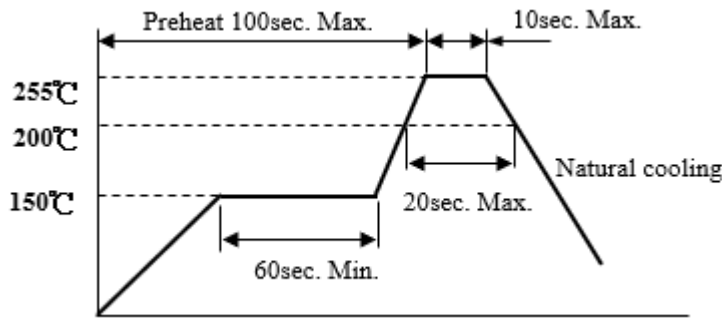 Preheat 100sec. Max.
10sec. Max.
255℃
200℃
Natural cooling
150℃
20sec. Max.
60sec. Min.